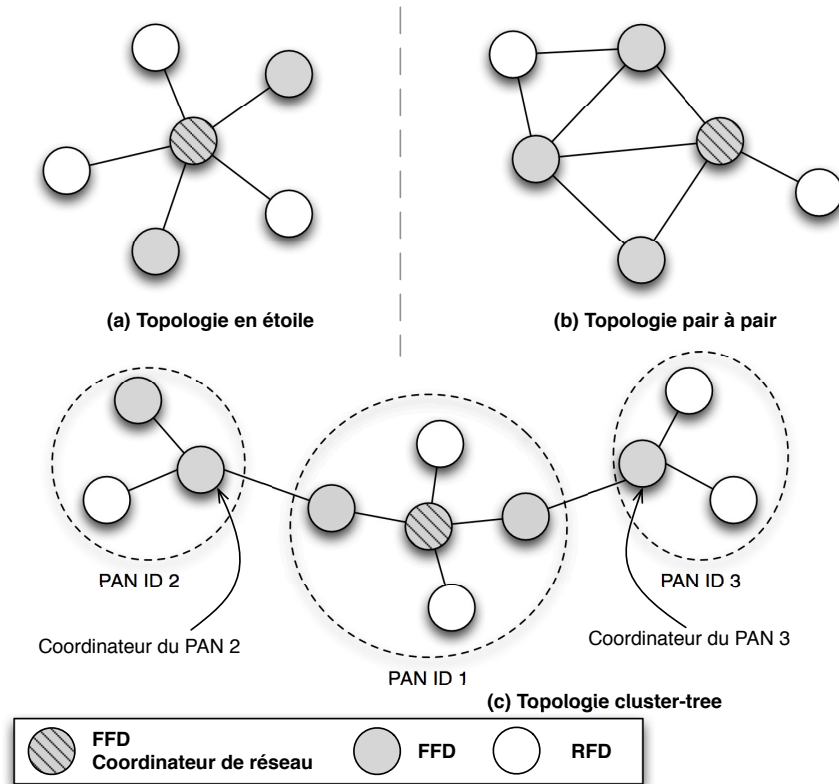 (a) Topologie en étoile
(b) Topologie pair à pair
PAN ID 2
PAN ID 3
Coordinateur du PAN 2
Coordinateur du PAN 3
PAN ID 1
(c) Topologie cluster-tree
FFD
Coordinateur de réseau
FFD
RFD